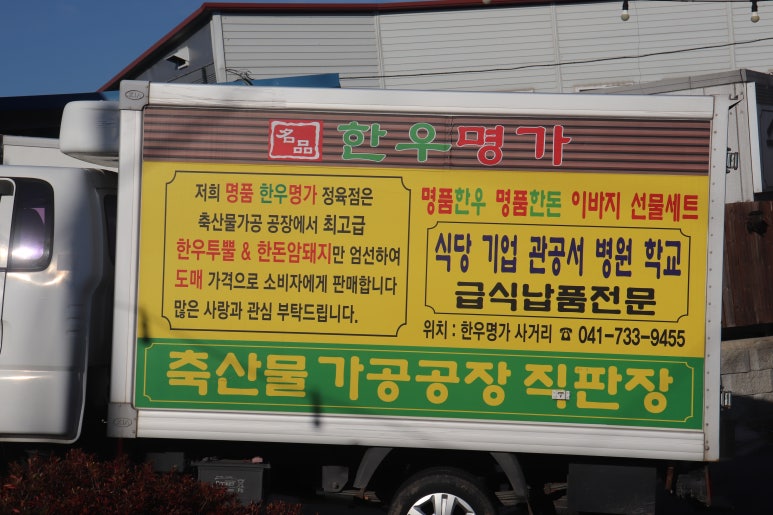 名品 한우명가
저희 명품 한우명가 정육점은
축산물가공 공장에서 최고급
한우투뿔 & 한돈암돼지만 엄선하여
도매 가격으로 소비자에게 판매합니다
많은 사랑과 관심 부탁드립니다.
명품한우 명품한돈 이바지 선물세트
식당 기업 관공서 병원 학교
급식납품전문
위치 : 한우명가 사거리 ☎ 041-733-9455
축산물 가공공장 직판장